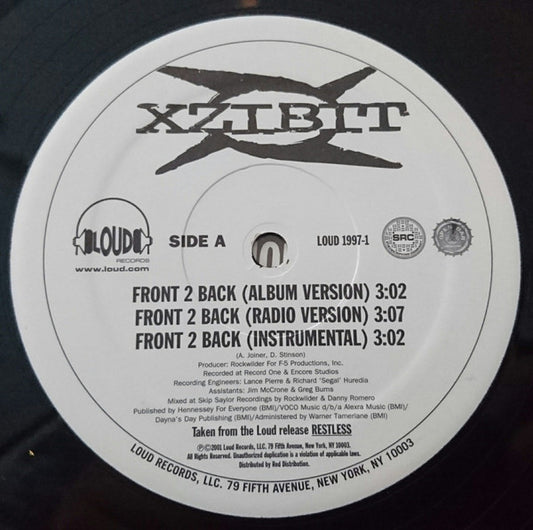 XZIBIT
LOUD
RECORDS
www.loud.com
SIDE A
LOUD 1997-1
SRC
FRONT 2 BACK (ALBUM VERSION) 3:02
FRONT 2 BACK (RADIO VERSION) 3:07
FRONT 2 BACK (INSTRUMENTAL) 3:02
(A. Joiner, D. Stinson)
Producer: Rockwilder For F-5 Productions, Inc.
Recorded at Record One & Encore Studios
Recording Engineers: Lance Pierre & Richard 'Segal' Huredia
Assistants: Jim McCrone & Greg Burns
Mixed at Skip Saylor Recordings by Rockwilder & Danny Romero
Published by Hennessey For Everyone (BMI)/VOCO Music d/b/a Alexra Music (BMI)/
Dayna's Day Publishing (BMI)/Administered by Warner Tamerlane (BMI)
Taken from the Loud release RESTLESS
℗©2001 Loud Records, LLC. 79 Fifth Avenue, New York, NY 10003.
All Rights Reserved. Unauthorized duplication is a violation of applicable laws.
Distributed by Red Distribution.
LOUD RECORDS, LLC. 79 FIFTH AVENUE, NEW YORK, NY 10003